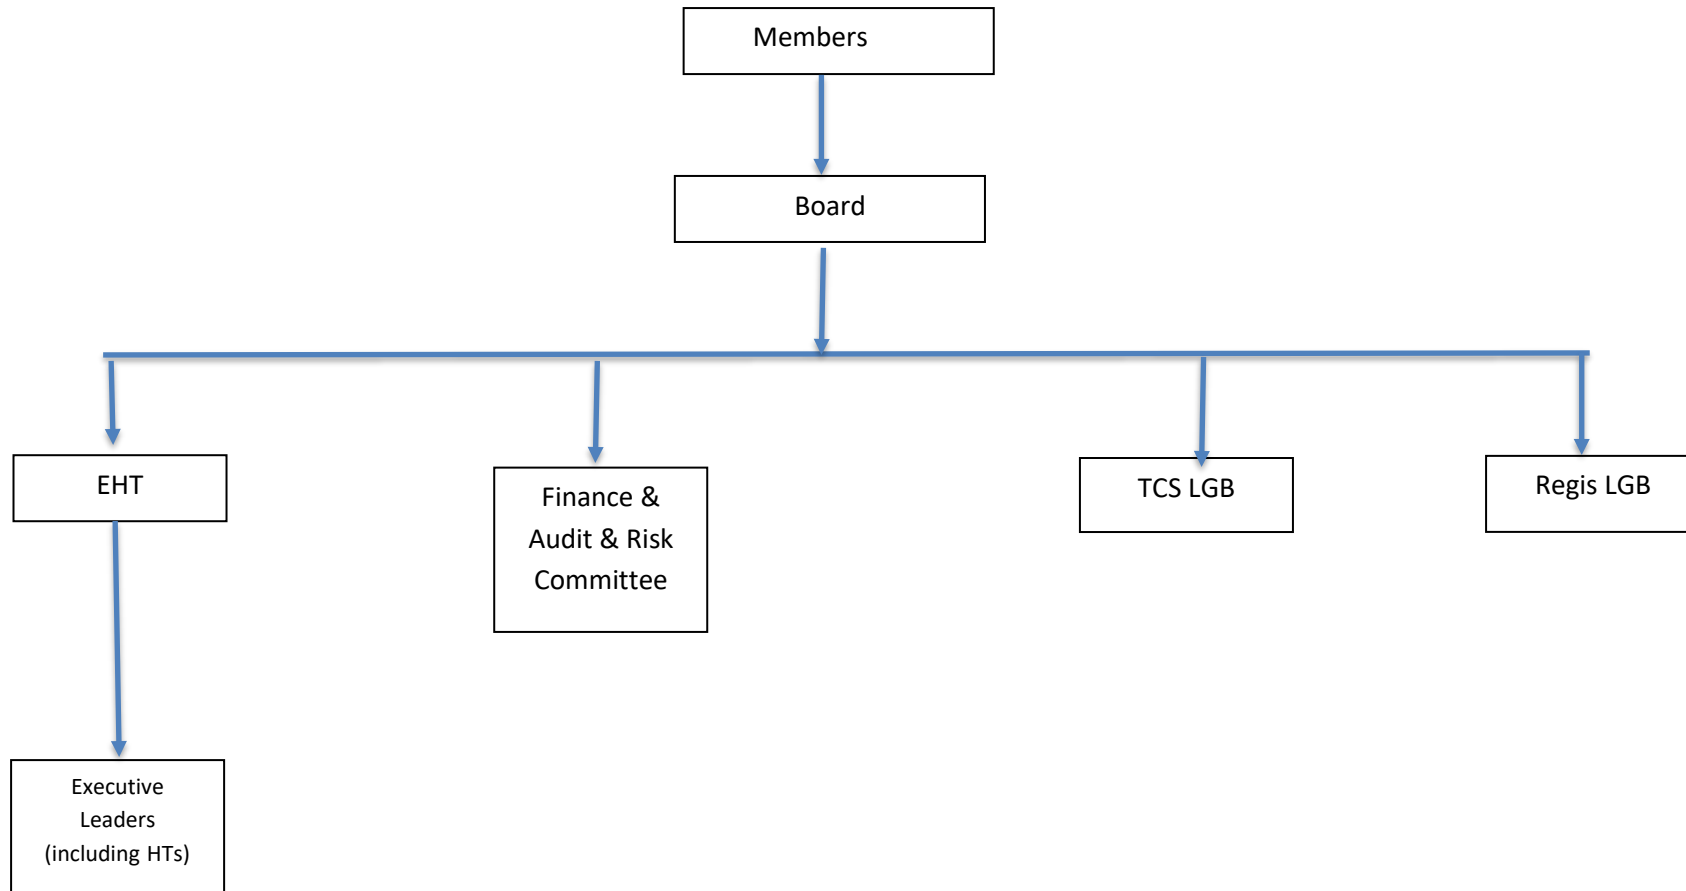 Members
Board
EHT
Finance &
Audit & Risk
Committee
TCS LGB
Regis LGB
Executive
Leaders
(including HTs)